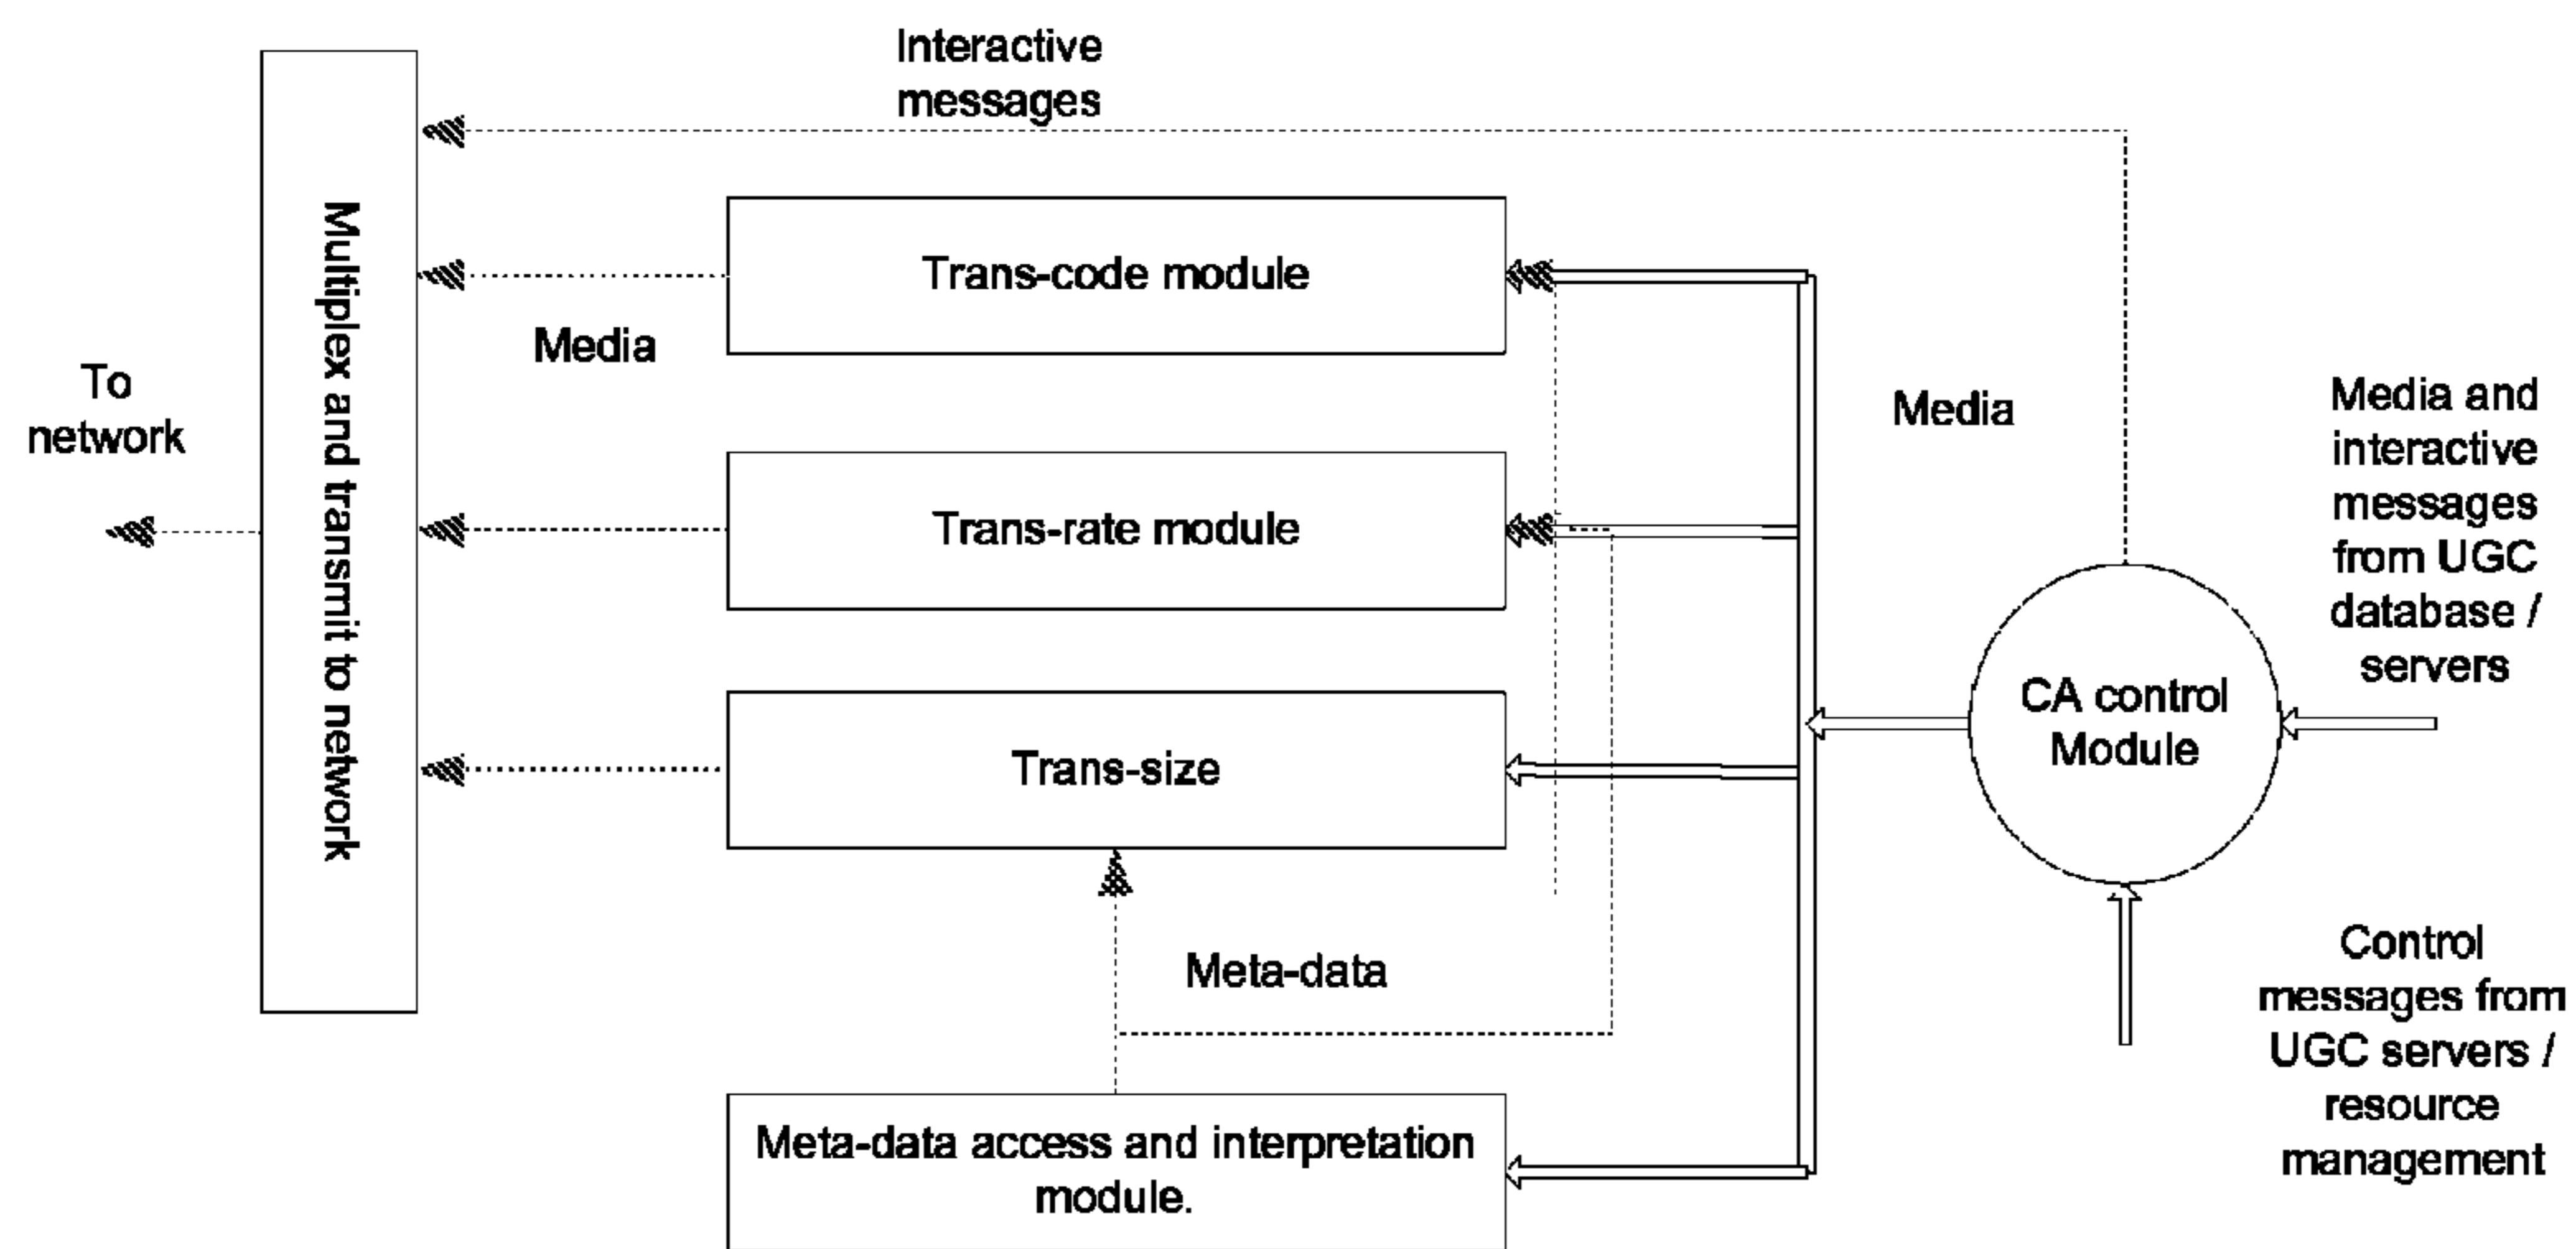 Interactive
messages
Trans-code module
Media
To
network
Multiplex and transmit to network
Trans-rate module
Trans-size
Media
Media and
interactive
messages
from UGC
database /
servers
CA control
Module
Meta-data
Control
messages from
UGC servers /
resource
management
Meta-data access and interpretation
module.